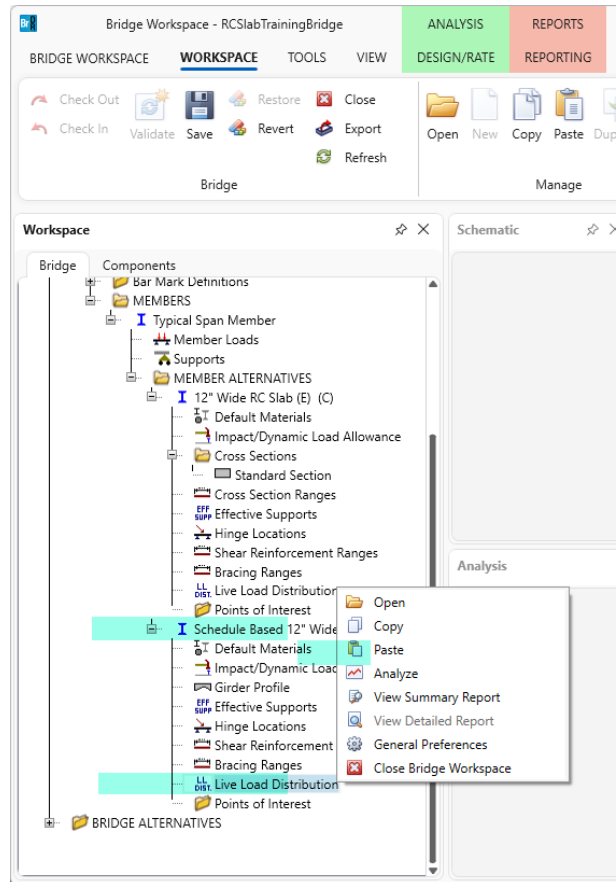 Br R Bridge Workspace - RCSlabTrainingBridge ANALYSIS REPORTS
BRIDGE WORKSPACE WORKSPACE TOOLS VIEW DESIGN/RATE REPORTING
Check Out
Check In
Validate
Save
Restore
Revert
Close
Export
Refresh
Bridge
Open New Copy Paste
Manage
Workspace
Bridge Components
Bar Mark Definitions
MEMBERS
Typical Span Member
Member Loads
Supports
MEMBER ALTERNATIVES
12" Wide RC Slab (E) (C)
Default Materials
Impact/Dynamic Load Allowance
Cross Sections
Standard Section
Cross Section Ranges
EFF SUPP Effective Supports
Hinge Locations
Shear Reinforcement Ranges
Bracing Ranges
LL DIST. Live Load Distribution
Points of Interest
Schedule Based 12" Wide
Default Materials
Impact/Dynamic Load
Girder Profile
EFF SUPP Effective Supports
Hinge Locations
Shear Reinforcement
Bracing Ranges
LL DIST. Live Load Distribution
Points of Interest
BRIDGE ALTERNATIVES
Open
Copy
Paste
Analyze
View Summary Report
View Detailed Report
General Preferences
Close Bridge Workspace
Schematic
Analysis